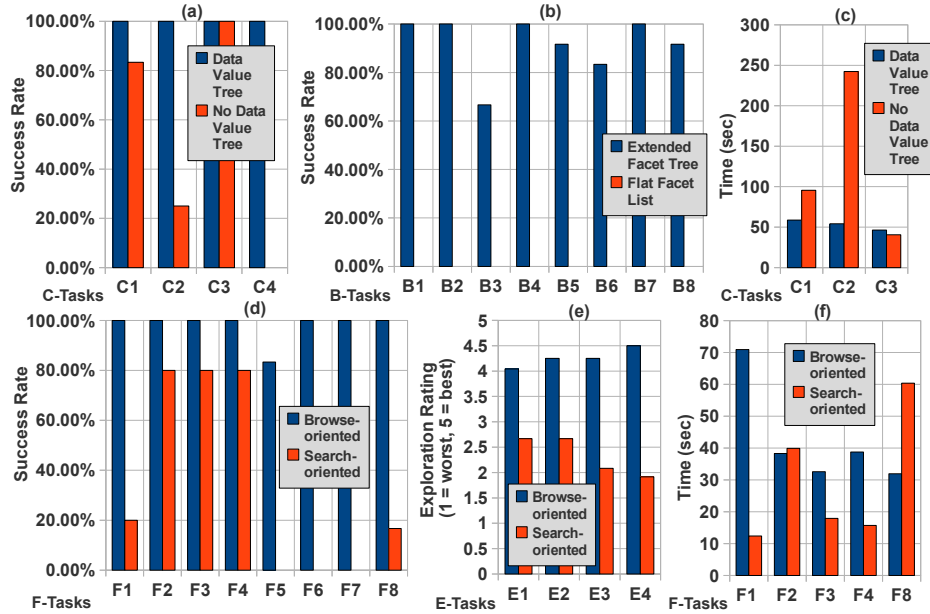 (a)
Success Rate
100.00%
80.00%
60.00%
40.00%
20.00%
0.00%
Data
Value
Tree
No Data
Value
Tree
C-Tasks
C1 C2 C3 C4
(b)
Success Rate
100.00%
80.00%
60.00%
40.00%
20.00%
0.00%
Extended
Facet Tree
Flat Facet
List
B-Tasks
B1 B2 B3 B4 B5 B6 B7 B8
(c)
Time (sec)
300
250
200
150
100
50
0
Data
Value
Tree
No
Data
Value
Tree
C-Tasks
C1 C2 C3
(d)
Success Rate
100.00%
80.00%
60.00%
40.00%
20.00%
0.00%
Browse-
oriented
Search-
oriented
F-Tasks
F1 F2 F3 F4 F5 F6 F7 F8
(e)
Exploration Rating
(1 = worst, 5 = best)
5
4.5
4
3.5
3
2.5
2
1.5
1
0.5
0
Browse-
oriented
Search-
oriented
E-Tasks
E1 E2 E3 E4
(f)
Time (sec)
80
70
60
50
40
30
20
10
0
Browse-
oriented
Search-
oriented
F-Tasks
F1 F2 F3 F4 F8